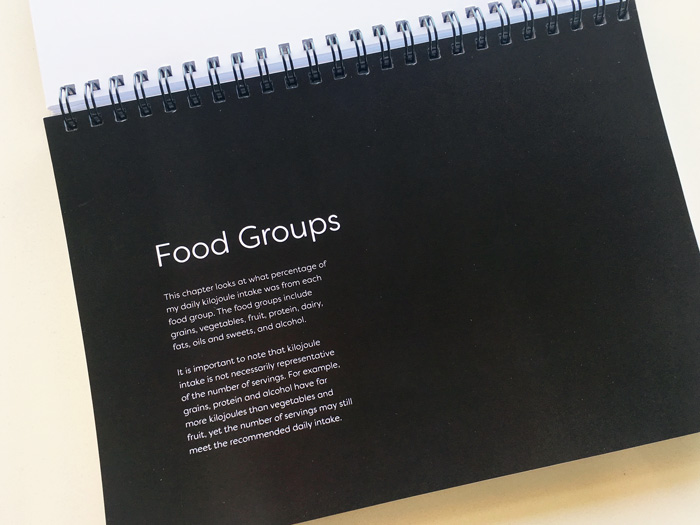 Food Groups
This chapter looks at what percentage of
my daily kilojoule intake was from each
food group. The food groups include
grains, vegetables, fruit, protein, dairy,
fats, oils and sweets, and alcohol.
It is important to note that kilojoule
intake is not necessarily representative
of the number of servings. For example,
grains, protein and alcohol have far
more kilojoules than vegetables and
fruit, yet the number of servings may still
meet the recommended daily intake.